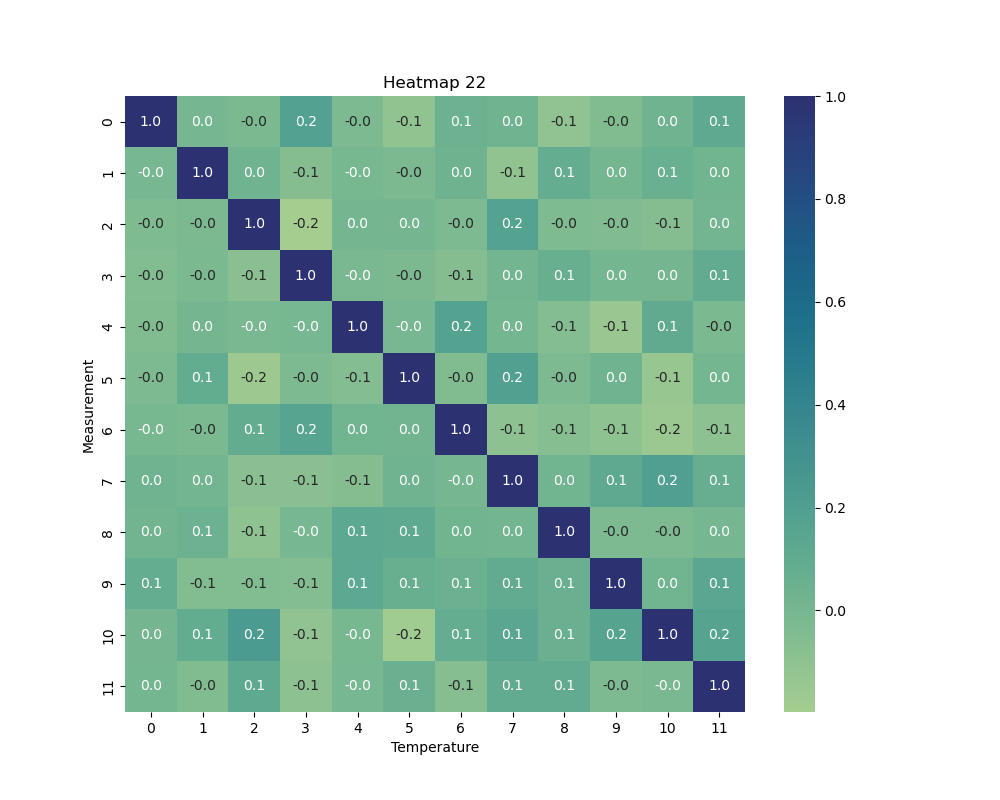 Heatmap 22
0 1.0 0.0 -0.0 0.2 -0.0 -0.1 0.1 0.0 -0.1 -0.0 0.0 0.1
1 -0.0 1.0 0.0 -0.1 -0.0 -0.0 0.0 -0.1 0.1 0.0 0.1 0.0
2 -0.0 -0.0 1.0 -0.2 0.0 0.0 -0.0 0.2 -0.0 -0.0 -0.1 0.0
3 -0.0 -0.0 -0.1 1.0 -0.0 -0.0 -0.1 0.0 0.1 0.0 0.0 0.1
4 -0.0 0.0 -0.0 -0.0 1.0 -0.0 0.2 0.0 -0.1 -0.1 0.1 -0.0
5 -0.0 0.1 -0.2 -0.0 -0.1 1.0 -0.0 0.2 -0.0 0.0 -0.1 0.0
6 -0.0 -0.0 0.1 0.2 0.0 0.0 1.0 -0.1 -0.1 -0.1 -0.2 -0.1
7 0.0 0.0 -0.1 -0.1 -0.1 0.0 -0.0 1.0 0.0 0.1 0.2 0.1
8 0.0 0.1 -0.1 -0.0 0.1 0.1 0.0 0.0 1.0 -0.0 -0.0 0.0
9 0.1 -0.1 -0.1 -0.1 0.1 0.1 0.1 0.1 0.1 1.0 0.0 0.1
10 0.0 0.1 0.2 -0.1 -0.0 -0.2 0.1 0.1 0.1 0.2 1.0 0.2
11 0.0 -0.0 0.1 -0.1 -0.0 0.1 -0.1 0.1 0.1 -0.0 -0.0 1.0
0 1 2 3 4 5 6 7 8 9 10 11
Temperature
Measurement
1.0
0.8
0.6
0.4
0.2
0.0